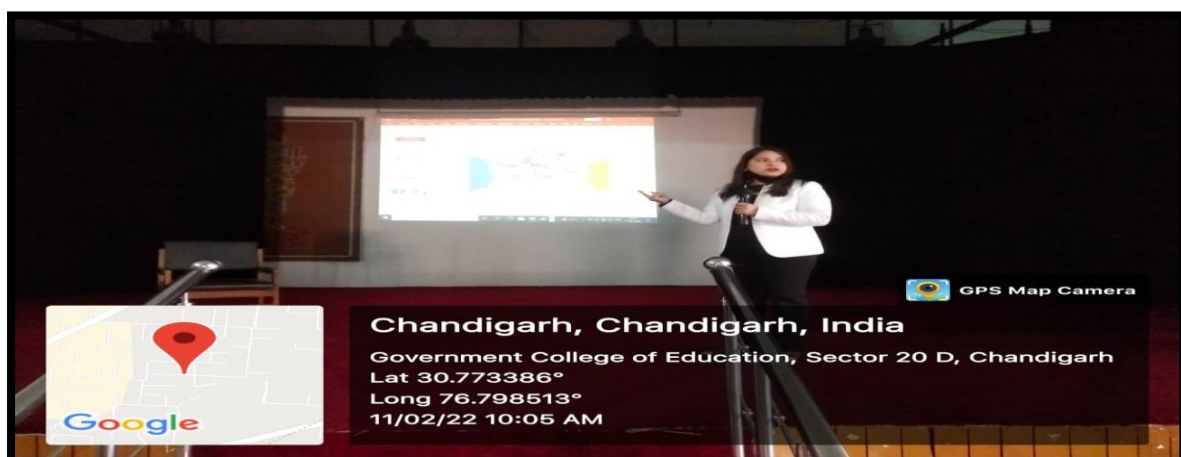 GPS Map Camera
Chandigarh, Chandigarh, India
Government College of Education, Sector 20 D, Chandigarh
Lat 30.773386°
Long 76.798513°
11/02/22 10:05 AM
Google